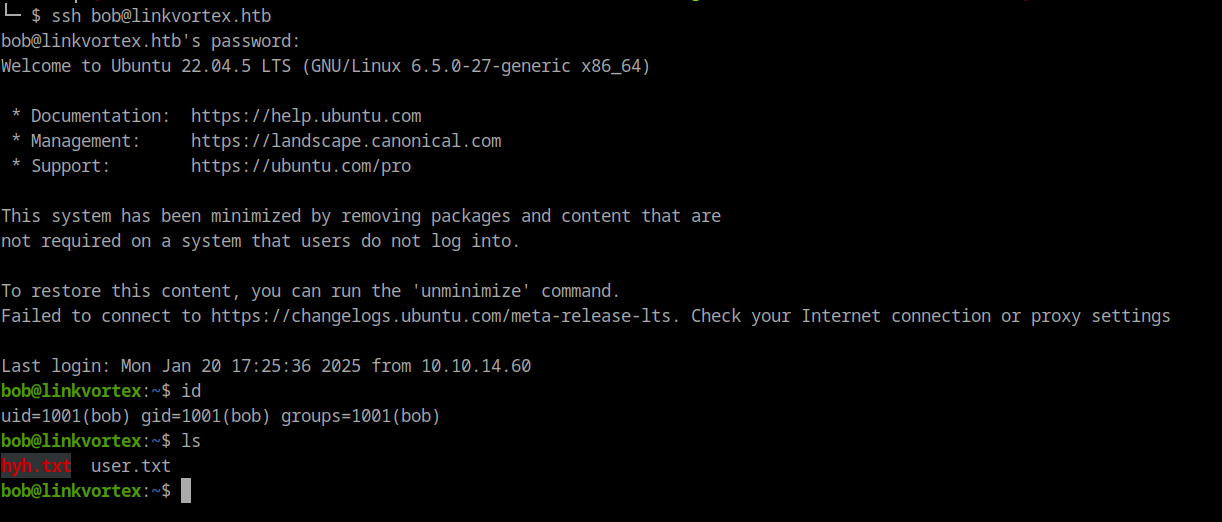 └─ $ ssh bob@linkvortex.htb
bob@linkvortex.htb's password:
Welcome to Ubuntu 22.04.5 LTS (GNU/Linux 6.5.0-27-generic x86_64)
 * Documentation:  https://help.ubuntu.com
 * Management:     https://landscape.canonical.com
 * Support:        https://ubuntu.com/pro
This system has been minimized by removing packages and content that are
not required on a system that users do not log into.
To restore this content, you can run the 'unminimize' command.
Failed to connect to https://changelogs.ubuntu.com/meta-release-lts. Check your Internet connection or proxy settings
Last login: Mon Jan 20 17:25:36 2025 from 10.10.14.60
bob@linkvortex:~$ id
uid=1001(bob) gid=1001(bob) groups=1001(bob)
bob@linkvortex:~$ ls
hyh.txt  user.txt
bob@linkvortex:~$